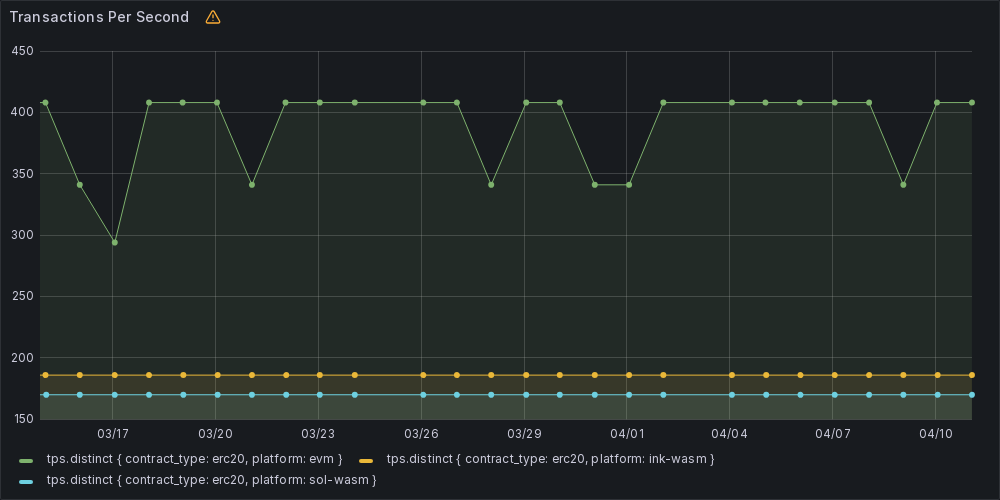 Transactions Per Second
450
400
350
300
250
200
150
03/17 03/20 03/23 03/26 03/29 04/01 04/04 04/07 04/10
tps.distinct { contract_type: erc20, platform: evm } tps.distinct { contract_type: erc20, platform: ink-wasm }
tps.distinct { contract_type: erc20, platform: sol-wasm }